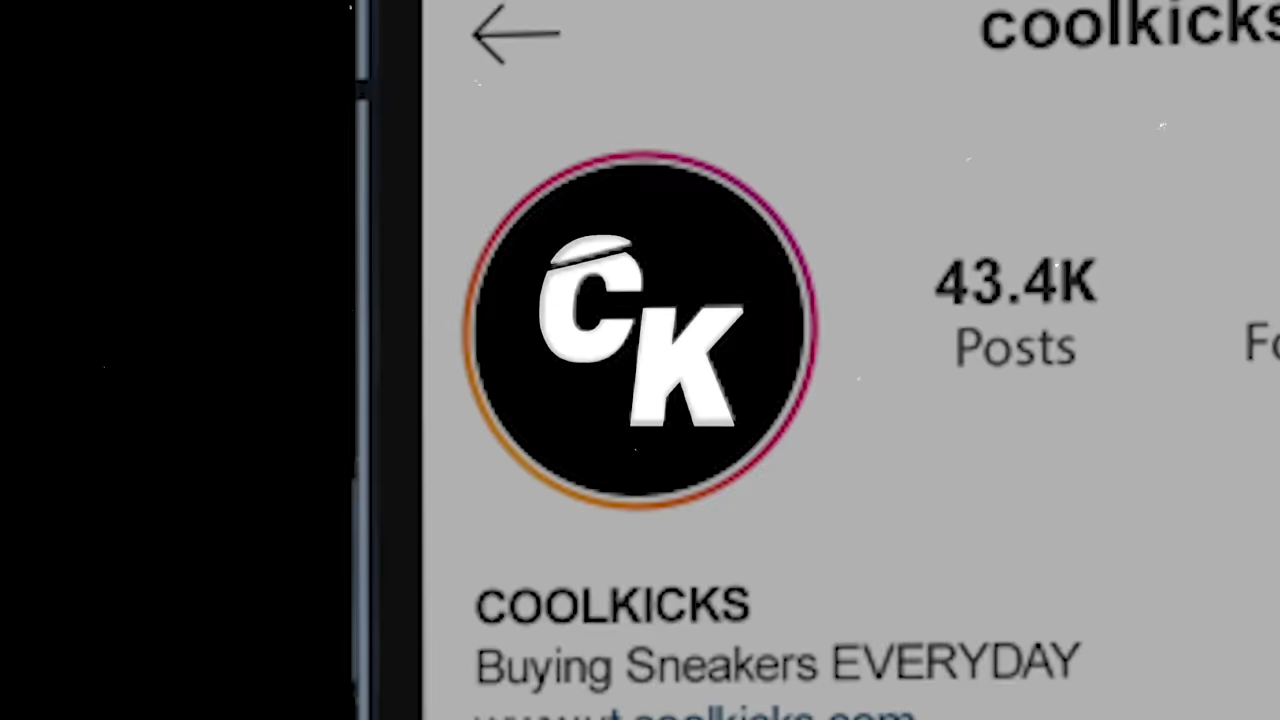 coolkicks
CK
43.4K
Posts
COOLKICKS
Buying Sneakers EVERYDAY